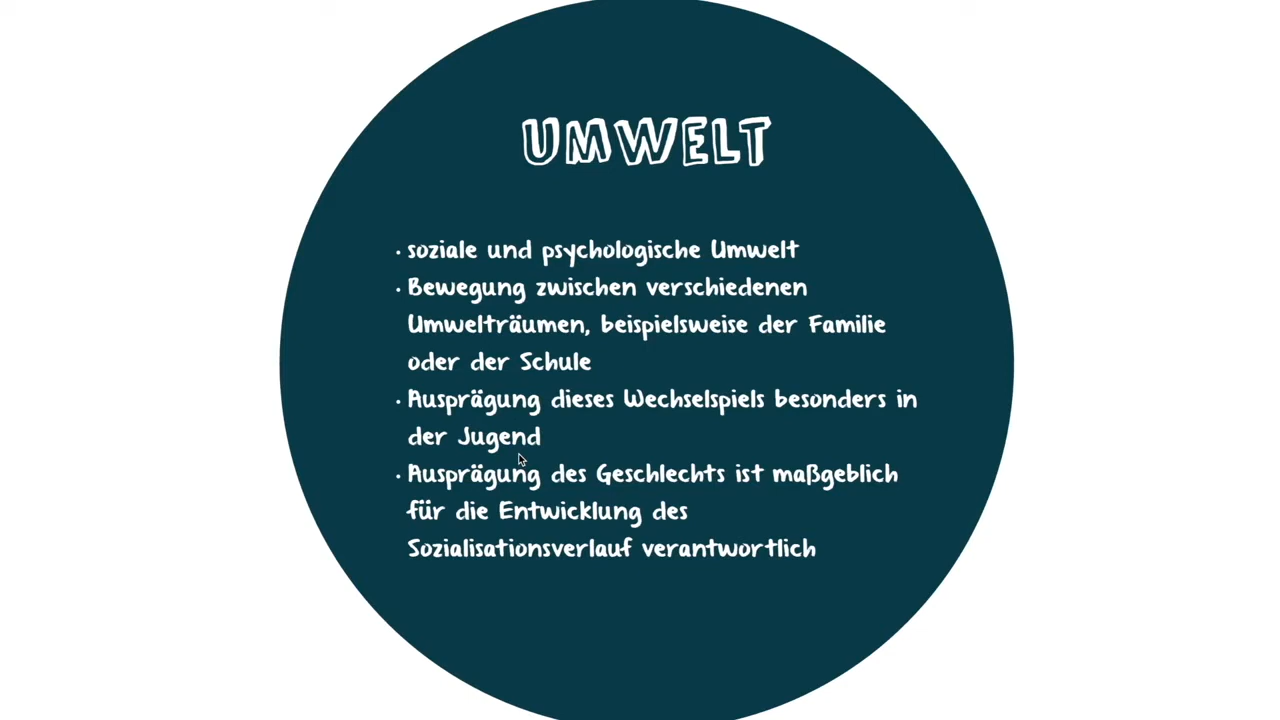 UMWELT
· soziale und psychologische Umwelt
· Bewegung zwischen verschiedenen
Umwelträumen, beispielsweise der Familie
oder der Schule
· Ausprägung dieses Wechselspiels besonders in
der Jugend
· Ausprägung des Geschlechts ist maßgeblich
für die Entwicklung des
Sozialisationsverlauf verantwortlich